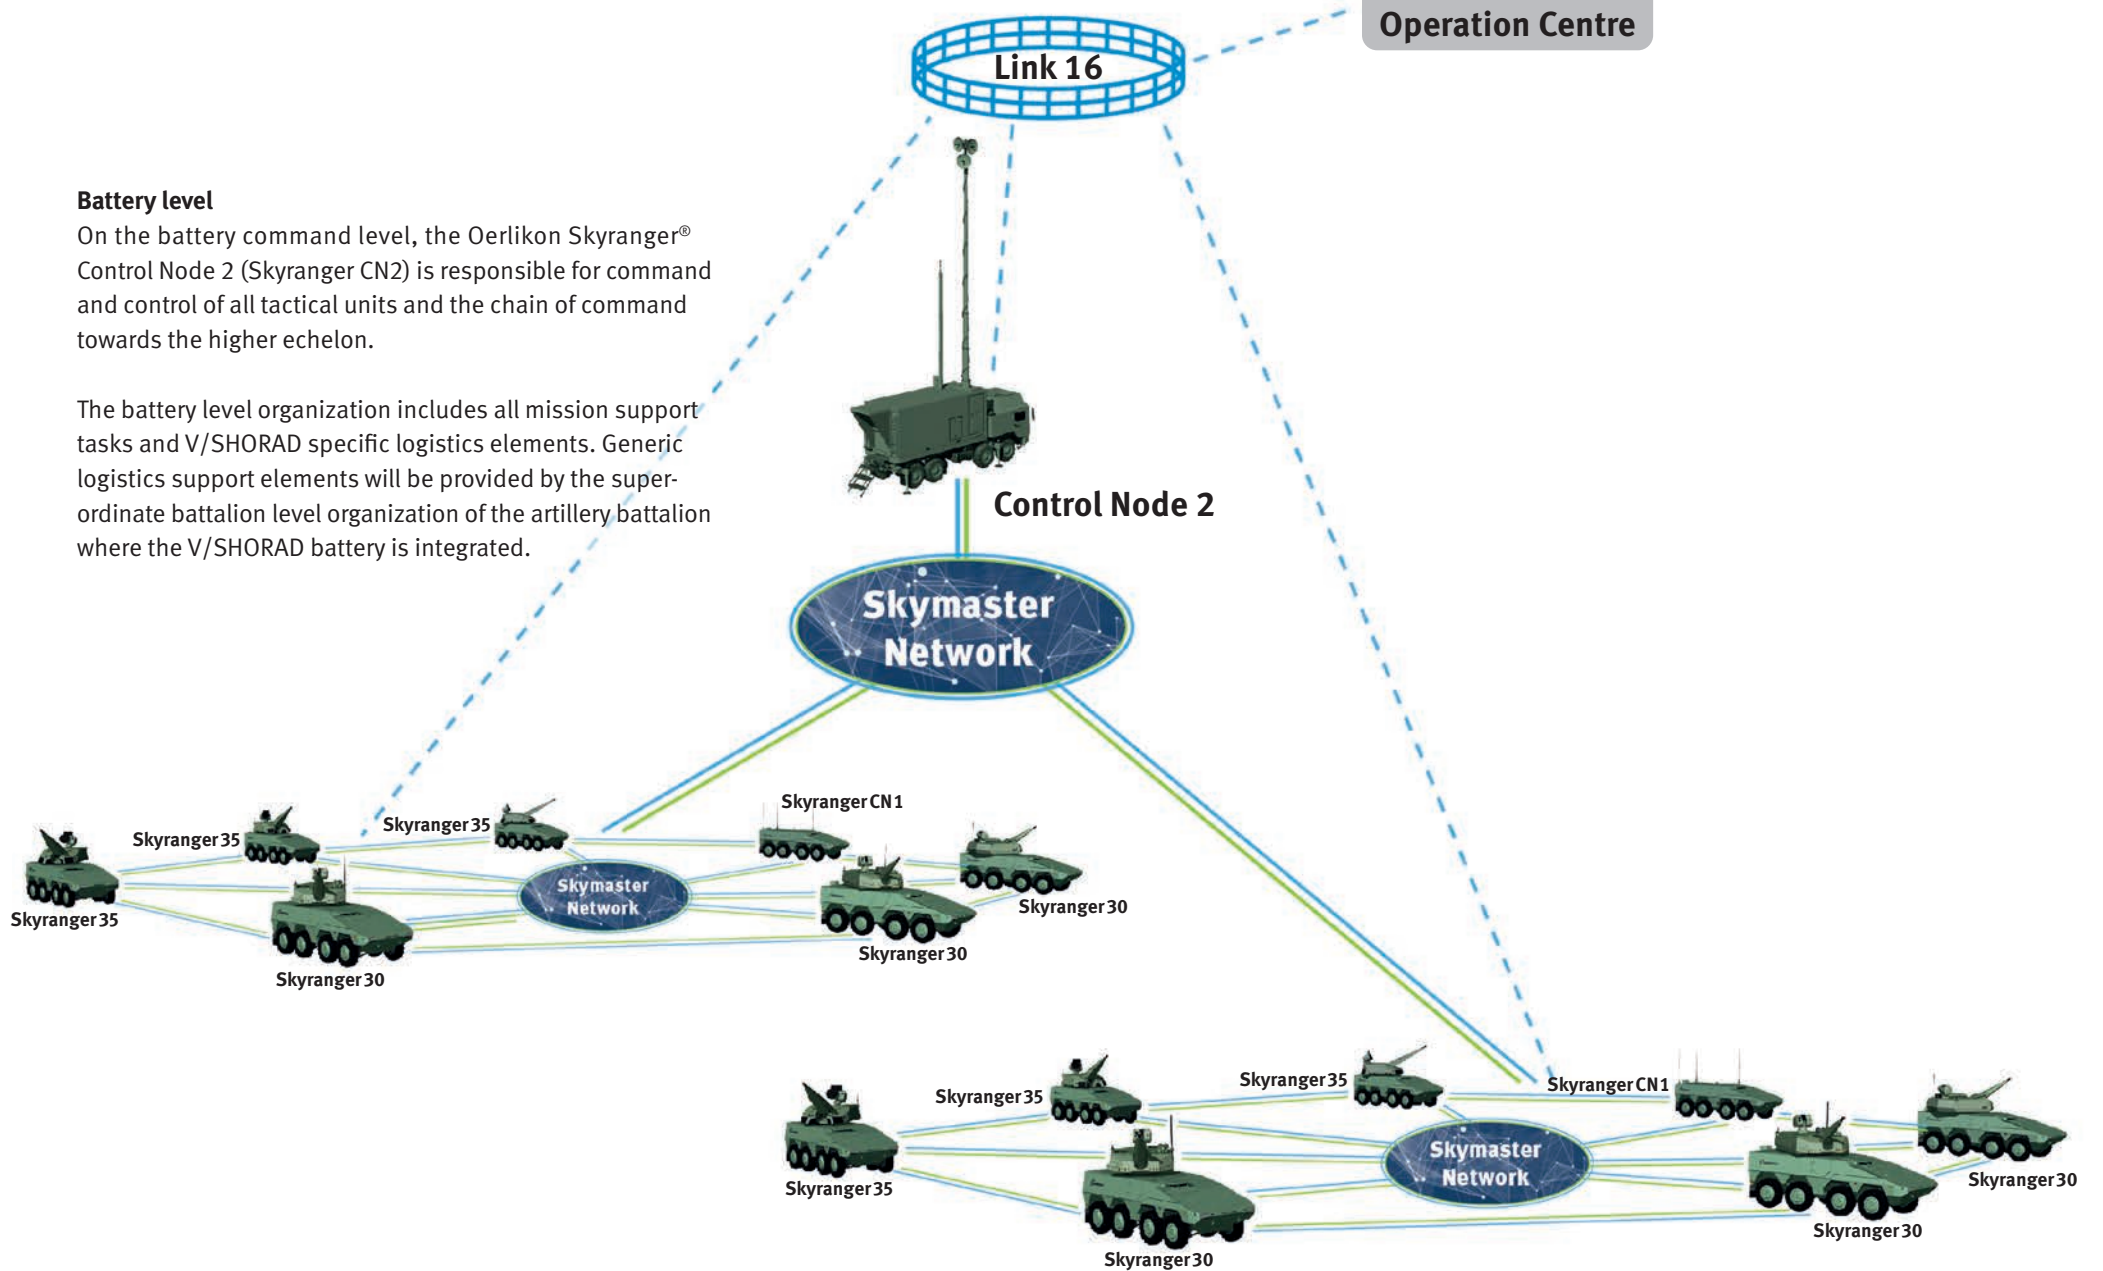 Operation Centre
Link 16
Battery level
On the battery command level, the Oerlikon Skyranger®
Control Node 2 (Skyranger CN2) is responsible for command
and control of all tactical units and the chain of command
towards the higher echelon.
The battery level organization includes all mission support
tasks and V/SHORAD specific logistics elements. Generic
logistics support elements will be provided by the super-
ordinate battalion level organization of the artillery battalion
where the V/SHORAD battery is integrated.
Control Node 2
Skymaster
Network
Skyranger CN1
Skyranger 35
Skyranger 35
Skymaster
Network
Skyranger 35
Skyranger 30
Skyranger 30
Skyranger 30
Skyranger 35
Skyranger CN1
Skyranger 35
Skymaster
Network
Skyranger 35
Skyranger 30
Skyranger 30
Skyranger 30